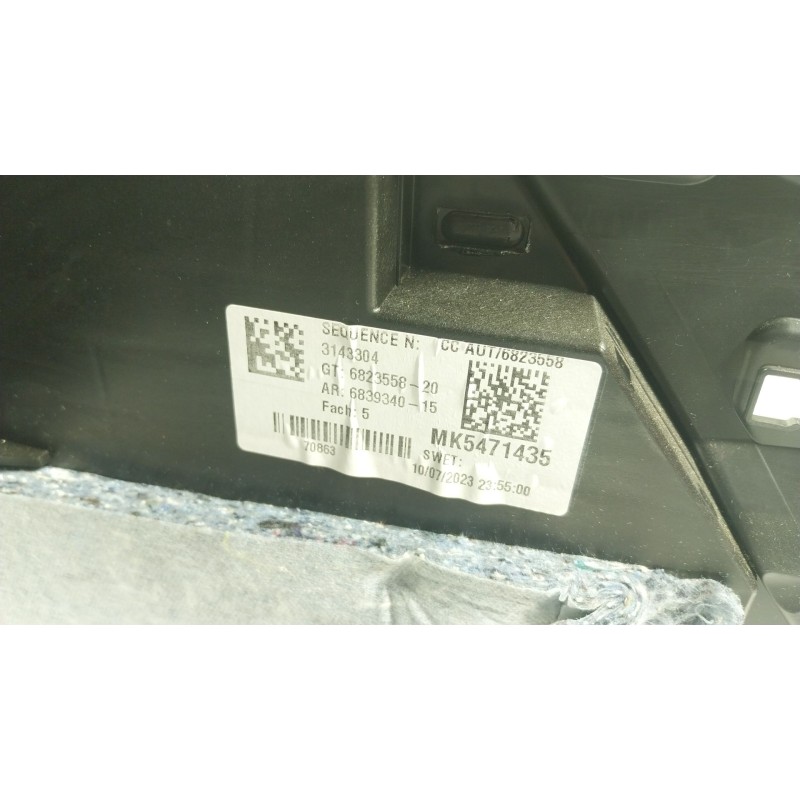 SEQUENCE N: CC AUT/6823558
3143304
GT: 6823558-20
AR: 6839340-15
Fach: 5
70863
MK5471435
SWET:
10/07/2023 23:55:00